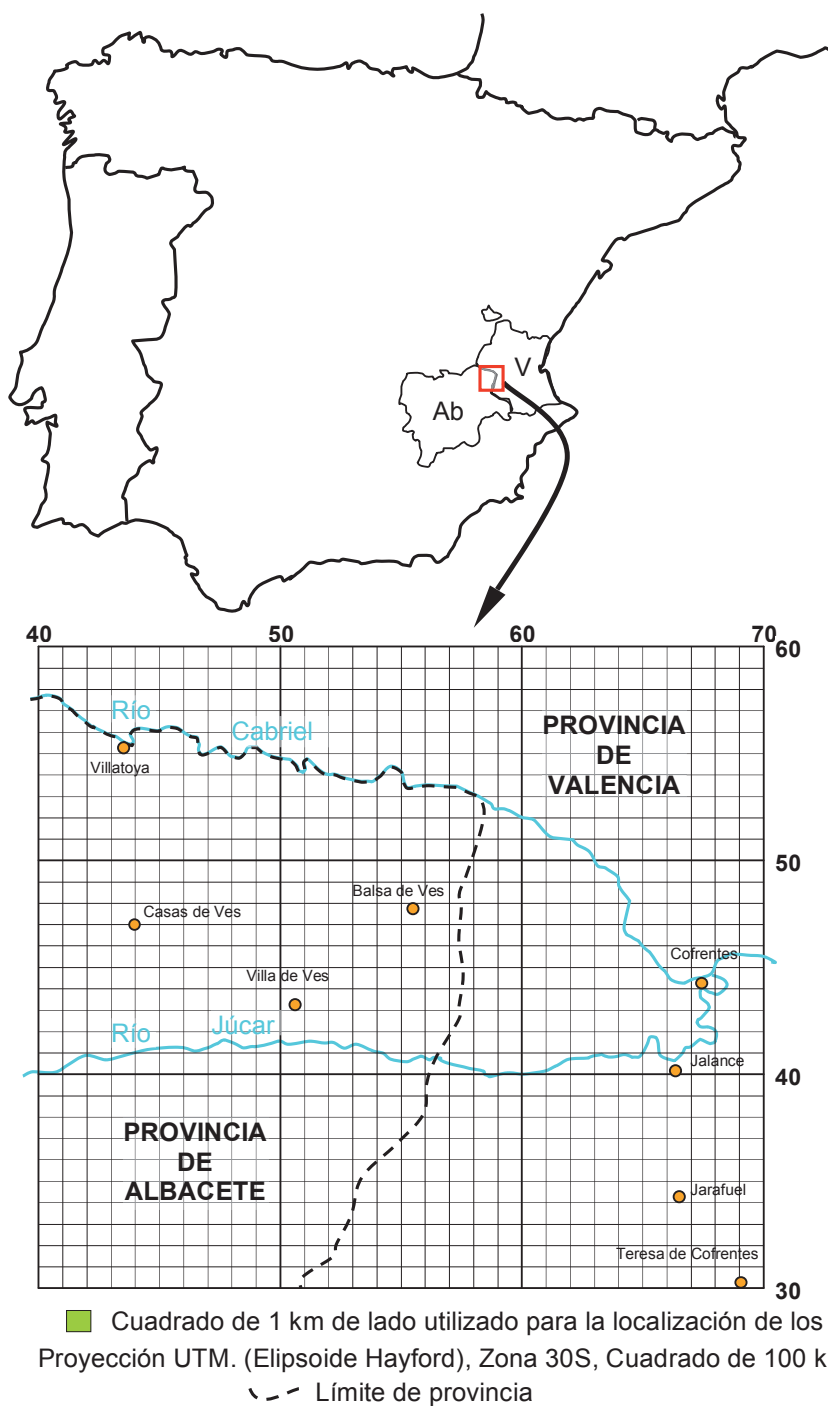 V
Ab
40 50 60 70
60
Río
Cabriel
PROVINCIA
DE
VALENCIA
Villatoya
50
Balsa de Ves
Casas de Ves
Cofrentes
Villa de Ves
Río Júcar
Jalance
40
PROVINCIA
DE
ALBACETE
Jarafuel
Teresa de Cofrentes
30
Cuadrado de 1 km de lado utilizado para la localización de los
Proyección UTM. (Elipsoide Hayford), Zona 30S, Cuadrado de 100 k
Límite de provincia